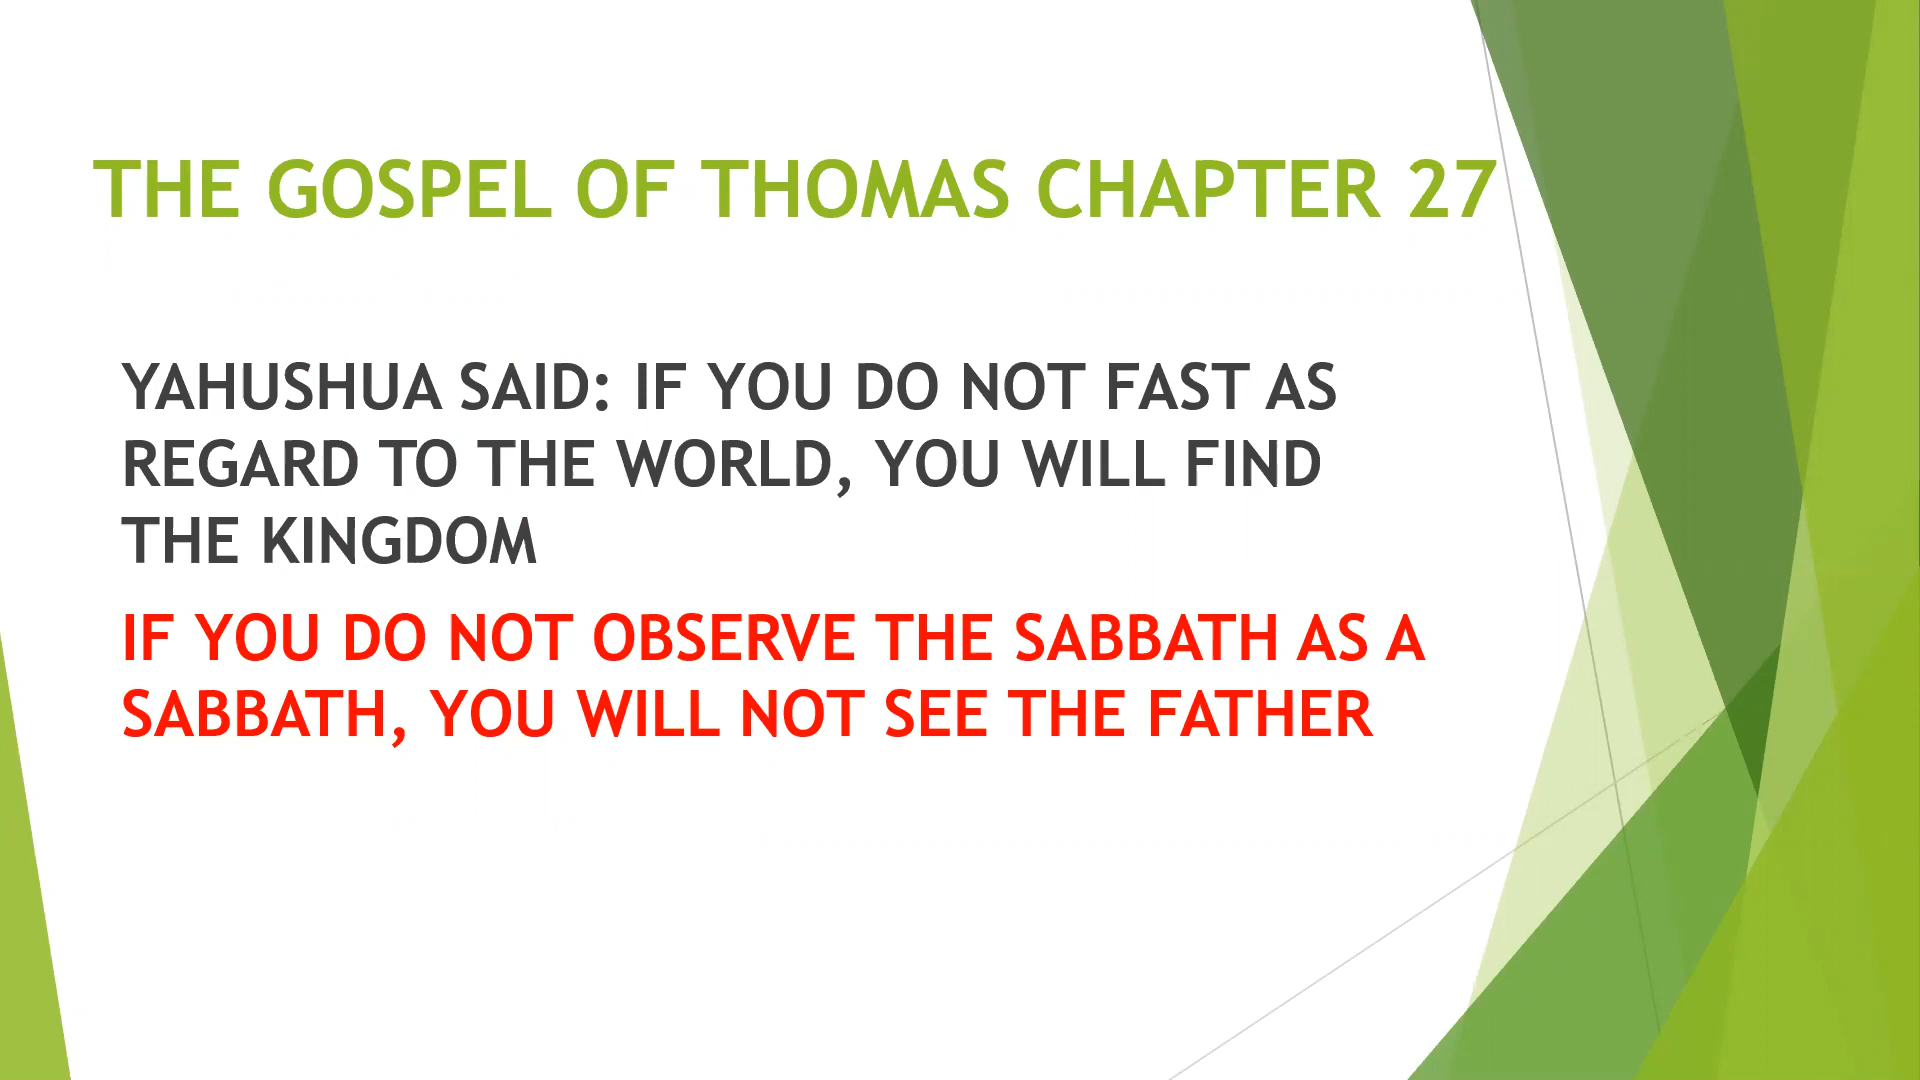 THE GOSPEL OF THOMAS CHAPTER 27
YAHUSHUA SAID: IF YOU DO NOT FAST AS
REGARD TO THE WORLD, YOU WILL FIND
THE KINGDOM
IF YOU DO NOT OBSERVE THE SABBATH AS A
SABBATH, YOU WILL NOT SEE THE FATHER